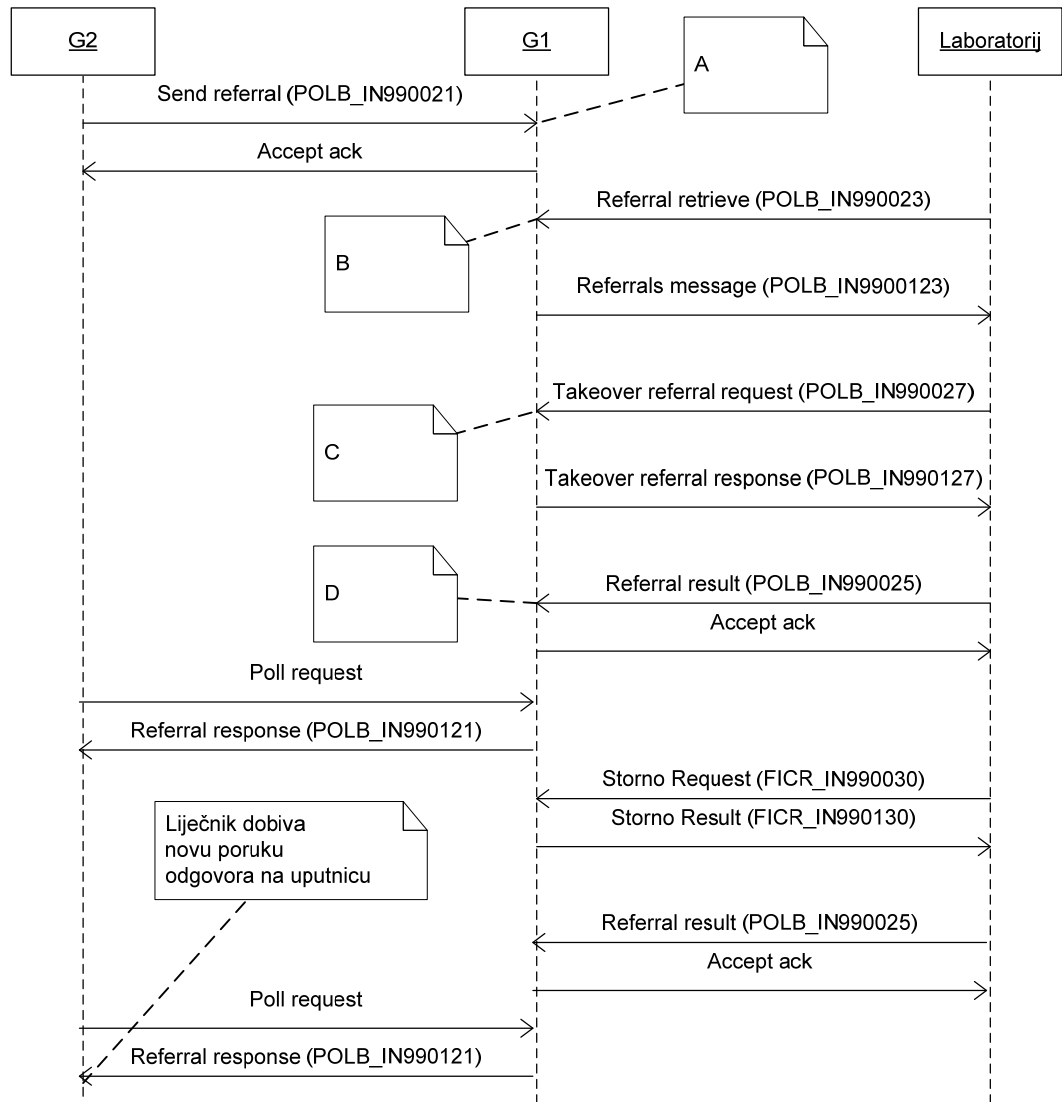 G2
G1
Laboratorij
A
Send referral (POLB_IN990021)
Accept ack
Referral retrieve (POLB_IN990023)
B
Referrals message (POLB_IN9900123)
Takeover referral request (POLB_IN990027)
C
Takeover referral response (POLB_IN990127)
D
Referral result (POLB_IN990025)
Accept ack
Poll request
Referral response (POLB_IN990121)
Storno Request (FICR_IN990030)
Storno Result (FICR_IN990130)
Liječnik dobiva
novu poruku
odgovora na uputnicu
Referral result (POLB_IN990025)
Accept ack
Poll request
Referral response (POLB_IN990121)